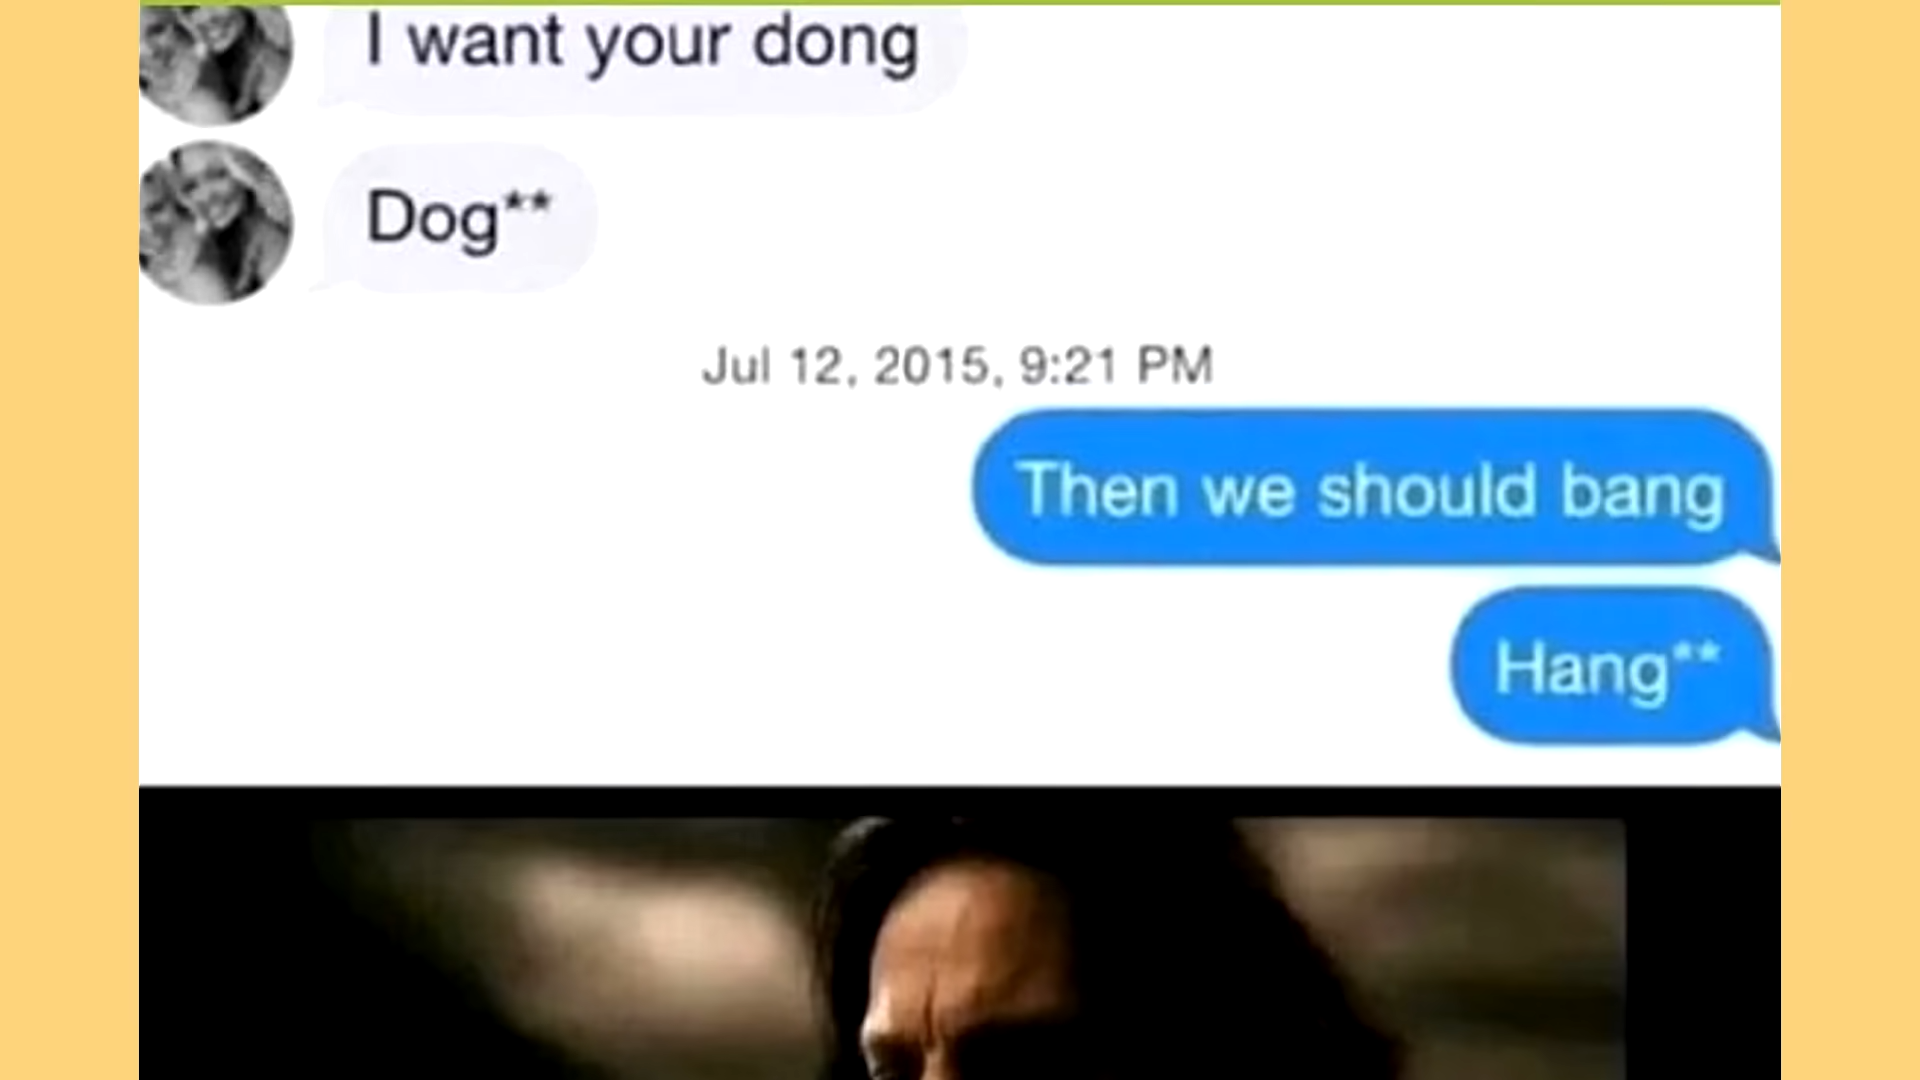 I want your dong
Dog**
Jul 12, 2015, 9:21 PM
Then we should bang
Hang**